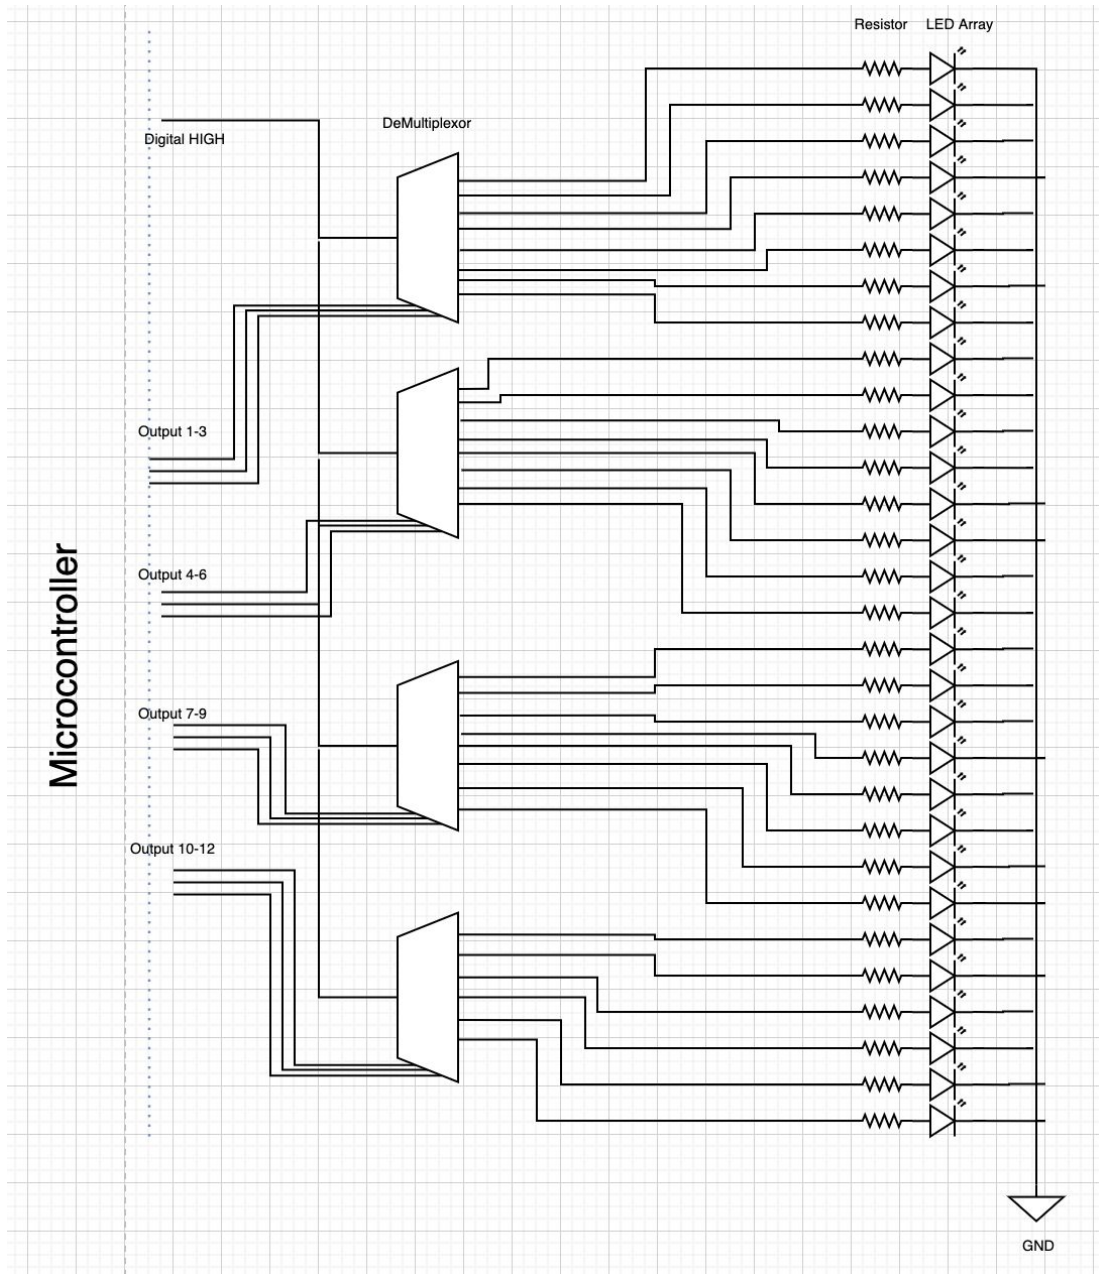 Resistor LED Array
DeMultiplexor
Digital HIGH
Output 1-3
Output 4-6
Microcontroller
Output 7-9
Output 10-12
GND